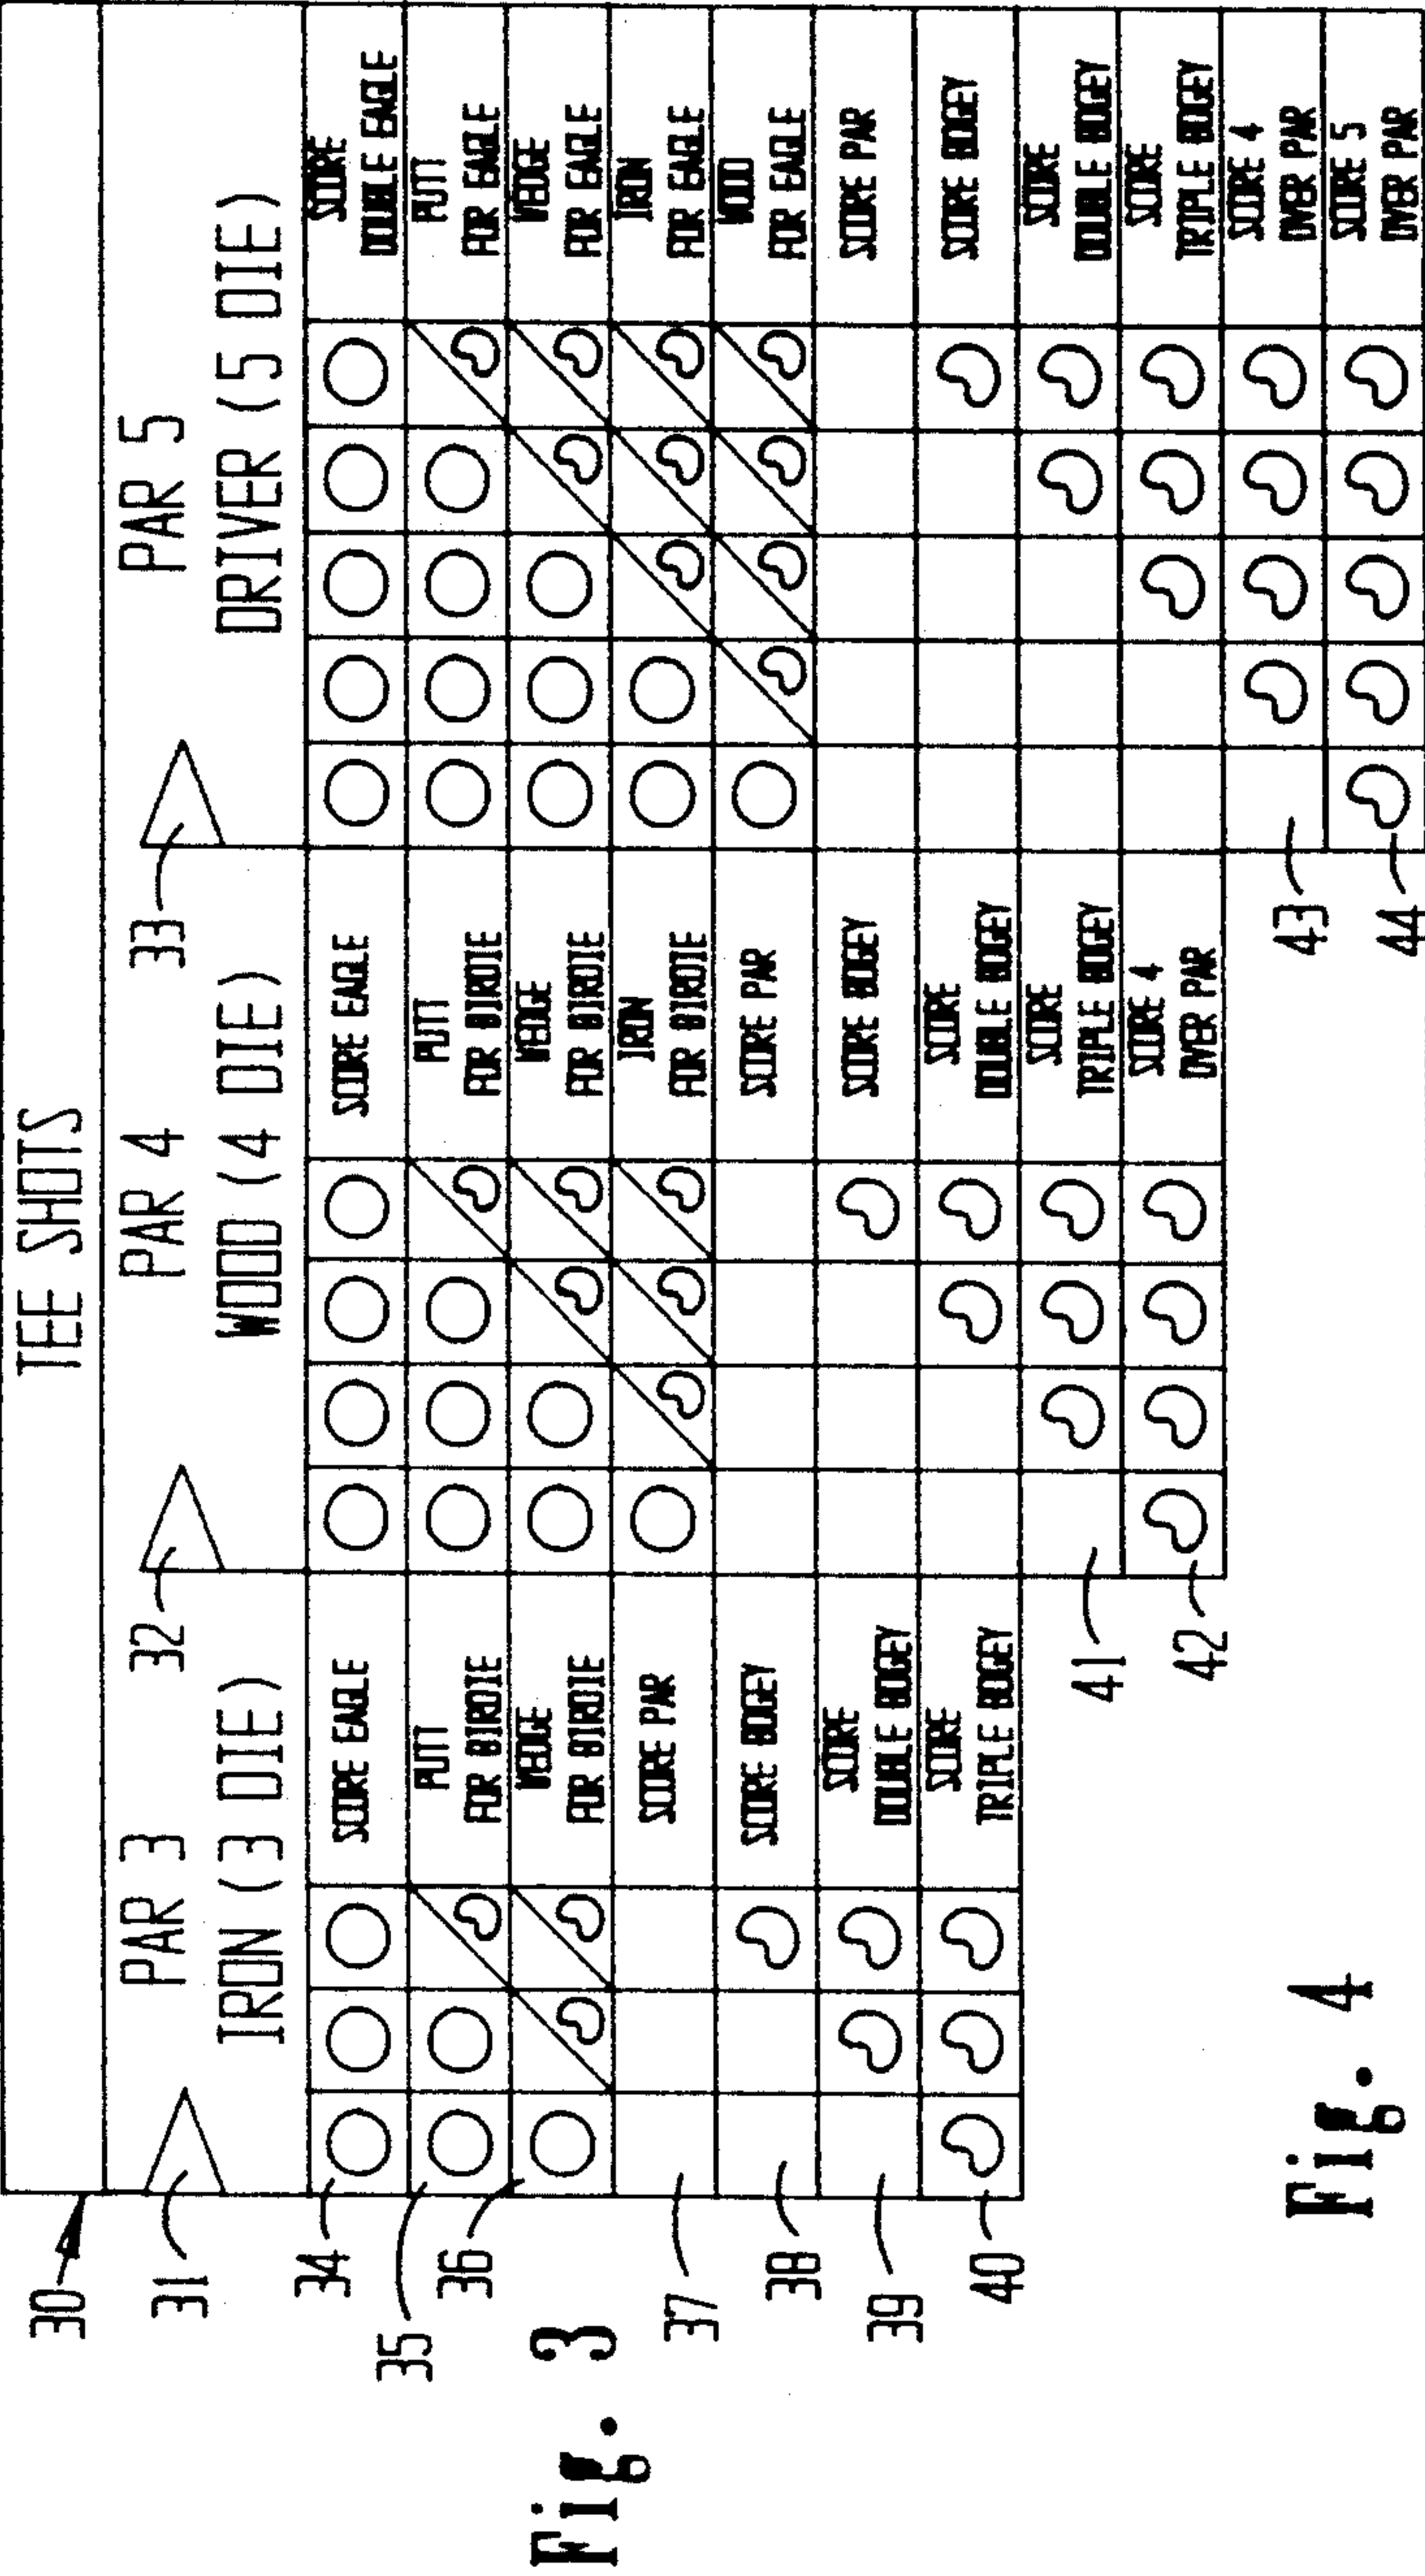 TEE SHOTS
PAR 3
IRON (3 DIE)
PAR 4
WOOD (4 DIE)
PAR 5
DRIVER (5 DIE)
SCORE EAGLE
SCORE EAGLE
SCORE
DOUBLE EAGLE
PUTT
FOR BIRDIE
PUTT
FOR BIRDIE
PUTT
FOR EAGLE
WEDGE
FOR BIRDIE
WEDGE
FOR BIRDIE
WEDGE
FOR EAGLE
SCORE PAR
IRON
FOR BIRDIE
IRON
FOR EAGLE
SCORE BOGEY
SCORE PAR
WOOD
FOR EAGLE
SCORE
DOUBLE BOGEY
SCORE BOGEY
SCORE PAR
SCORE
TRIPLE BOGEY
SCORE
DOUBLE BOGEY
SCORE BOGEY
SCORE
TRIPLE BOGEY
SCORE
DOUBLE BOGEY
SCORE 4
OVER PAR
SCORE
TRIPLE BOGEY
SCORE 4
OVER PAR
SCORE 5
OVER PAR
30
31
32
33
34
35
36
37
38
39
40
41
42
43
44
Fig. 3
Fig. 4